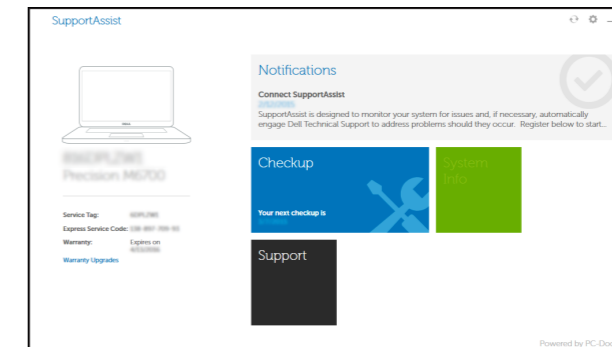 SupportAssist
Notifications
Connect SupportAssist
SupportAssist is designed to monitor your system for issues and, if necessary, automatically
engage Dell Technical Support to address problems should they occur. Register below to start...
Precision M6700
Checkup
System
Info
Service Tag:
Your next checkup is
Express Service Code:
Warranty: Expires on
Warranty Upgrades
Support
Powered by PC-Doc